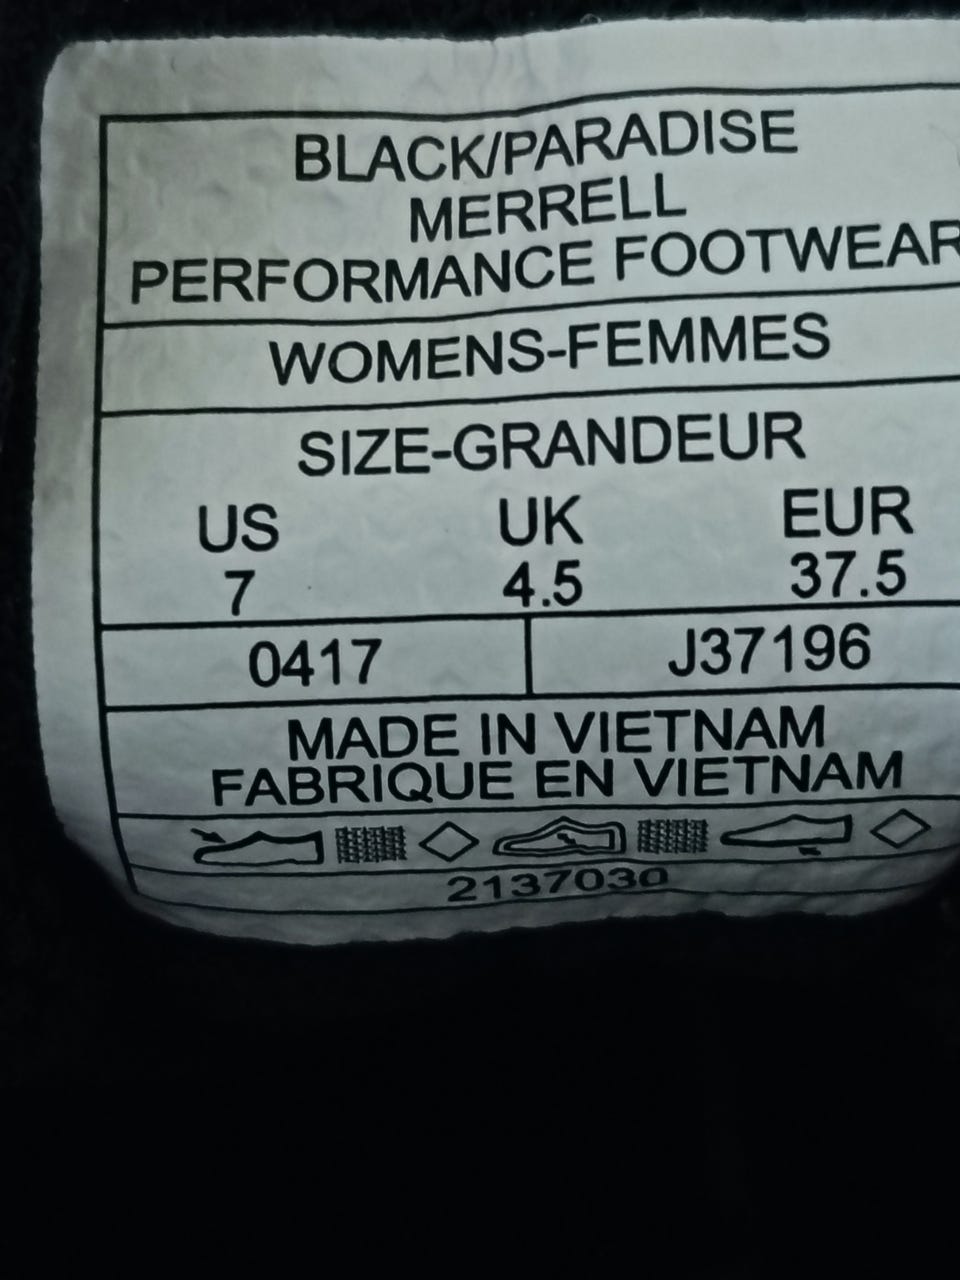 BLACK/PARADISE
MERRELL
PERFORMANCE FOOTWEAR
WOMENS-FEMMES
SIZE-GRANDEUR
US UK EUR
7 4.5 37.5
0417 J37196
MADE IN VIETNAM
FABRIQUE EN VIETNAM
2137030